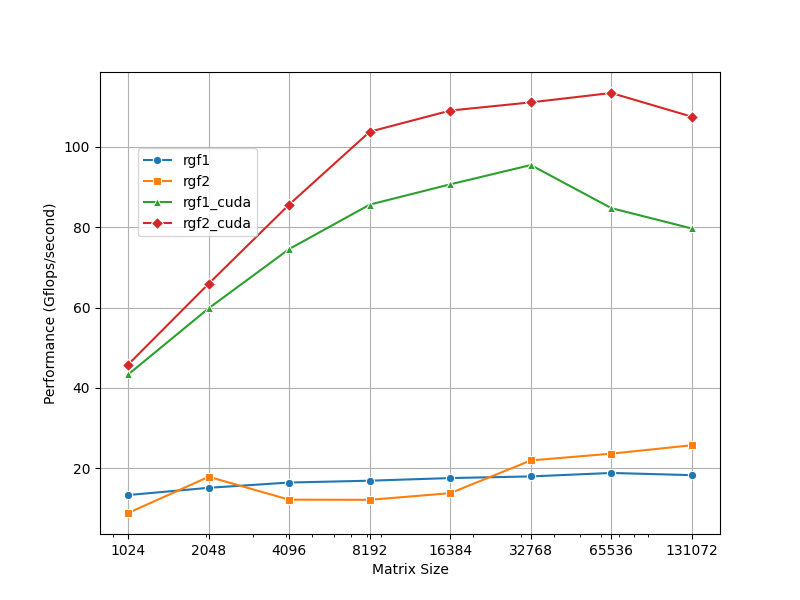 100
80
60
40
20
Performance (Gflops/second)
rgf1
rgf2
rgf1_cuda
rgf2_cuda
1024 2048 4096 8192 16384 32768 65536 131072
Matrix Size